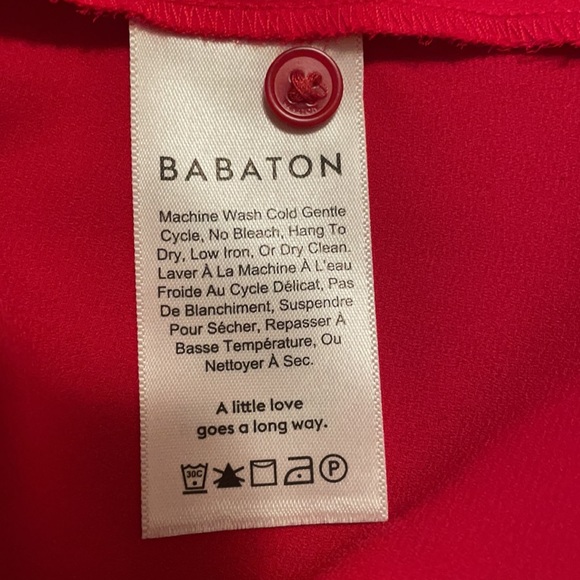 BABATON
Machine Wash Cold Gentle
Cycle, No Bleach, Hang To
Dry, Low Iron, Or Dry Clean.
Laver À La Machine À L'eau
Froide Au Cycle Délicat, Pas
De Blanchiment, Suspendre
Pour Sécher, Repasser À
Basse Température, Ou
Nettoyer À Sec.
A little love
goes a long way.
30C P